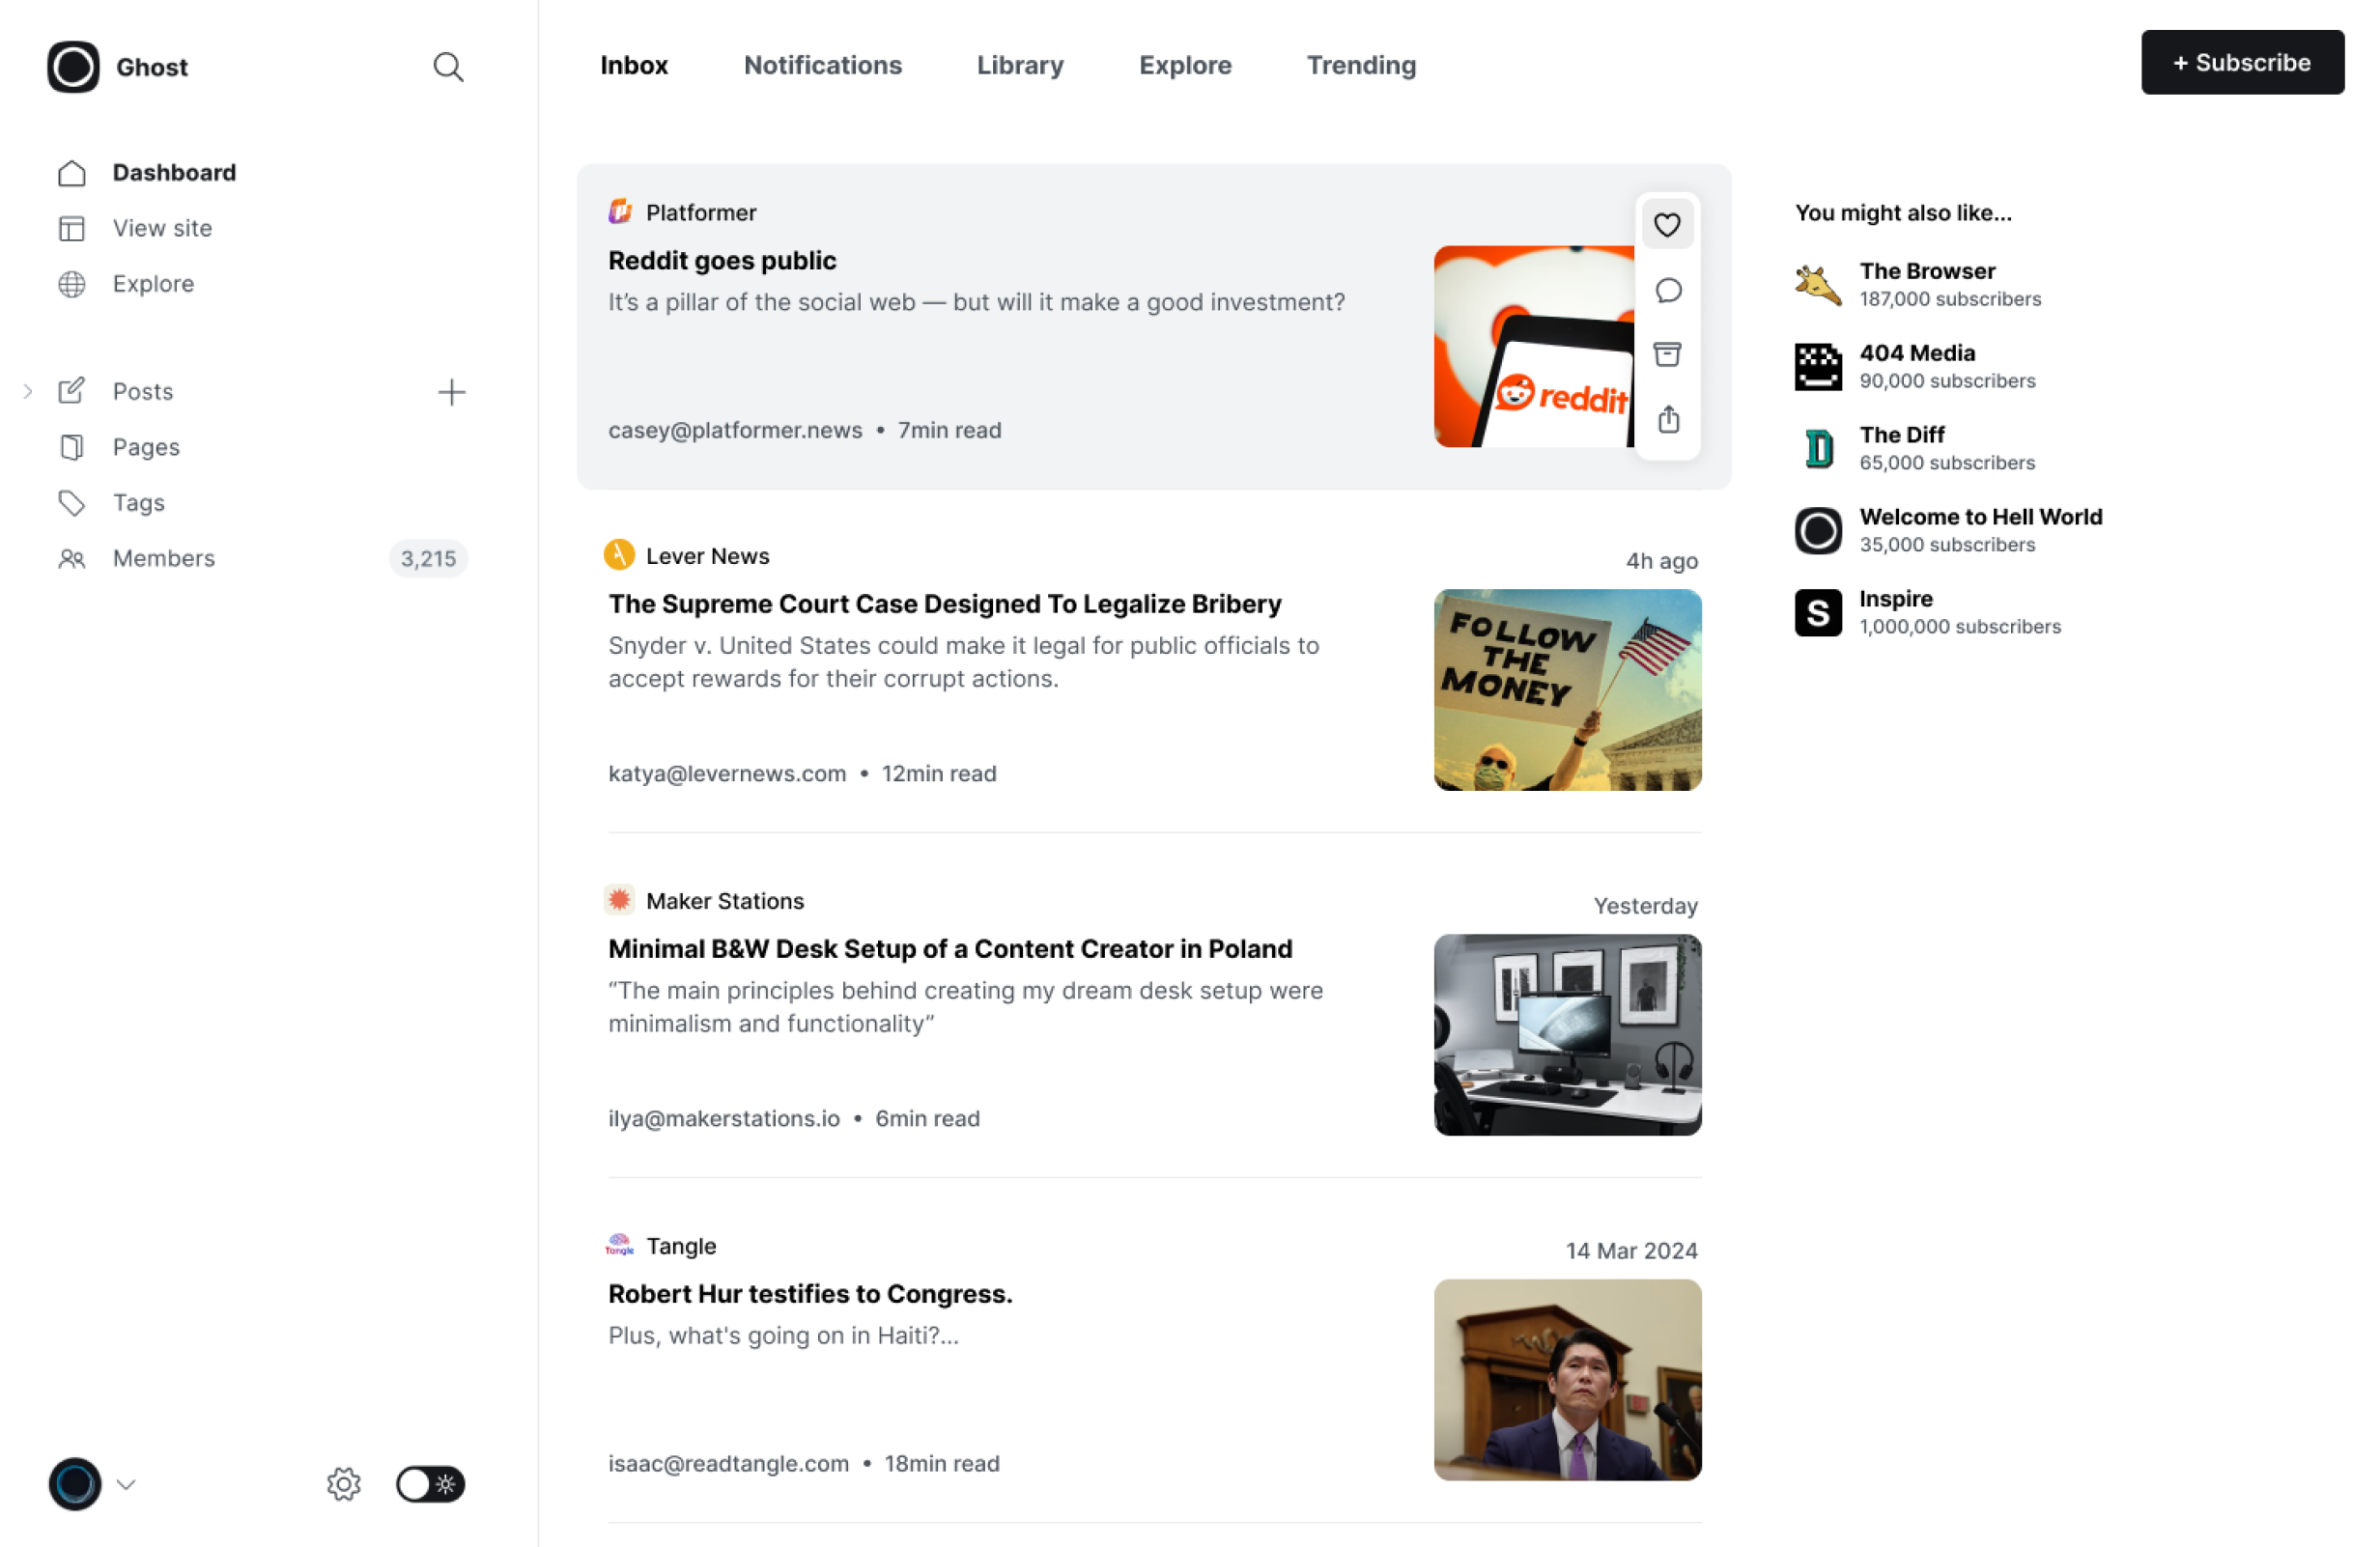 Ghost
Dashboard
View site
Explore
Posts
Pages
Tags
Members
3,215
Inbox
Notifications
Library
Explore
Trending
+ Subscribe
Platformer
Reddit goes public
It’s a pillar of the social web — but will it make a good investment?
casey@platformer.news • 7min read
reddit
Lever News
4h ago
The Supreme Court Case Designed To Legalize Bribery
Snyder v. United States could make it legal for public officials to
accept rewards for their corrupt actions.
katya@levernews.com • 12min read
FOLLOW
THE
MONEY
Maker Stations
Yesterday
Minimal B&W Desk Setup of a Content Creator in Poland
“The main principles behind creating my dream desk setup were
minimalism and functionality”
ilya@makerstations.io • 6min read
Tangle
Tangle
14 Mar 2024
Robert Hur testifies to Congress.
Plus, what's going on in Haiti?...
isaac@readtangle.com • 18min read
You might also like...
The Browser
187,000 subscribers
404 Media
90,000 subscribers
D
The Diff
65,000 subscribers
Welcome to Hell World
35,000 subscribers
S
Inspire
1,000,000 subscribers